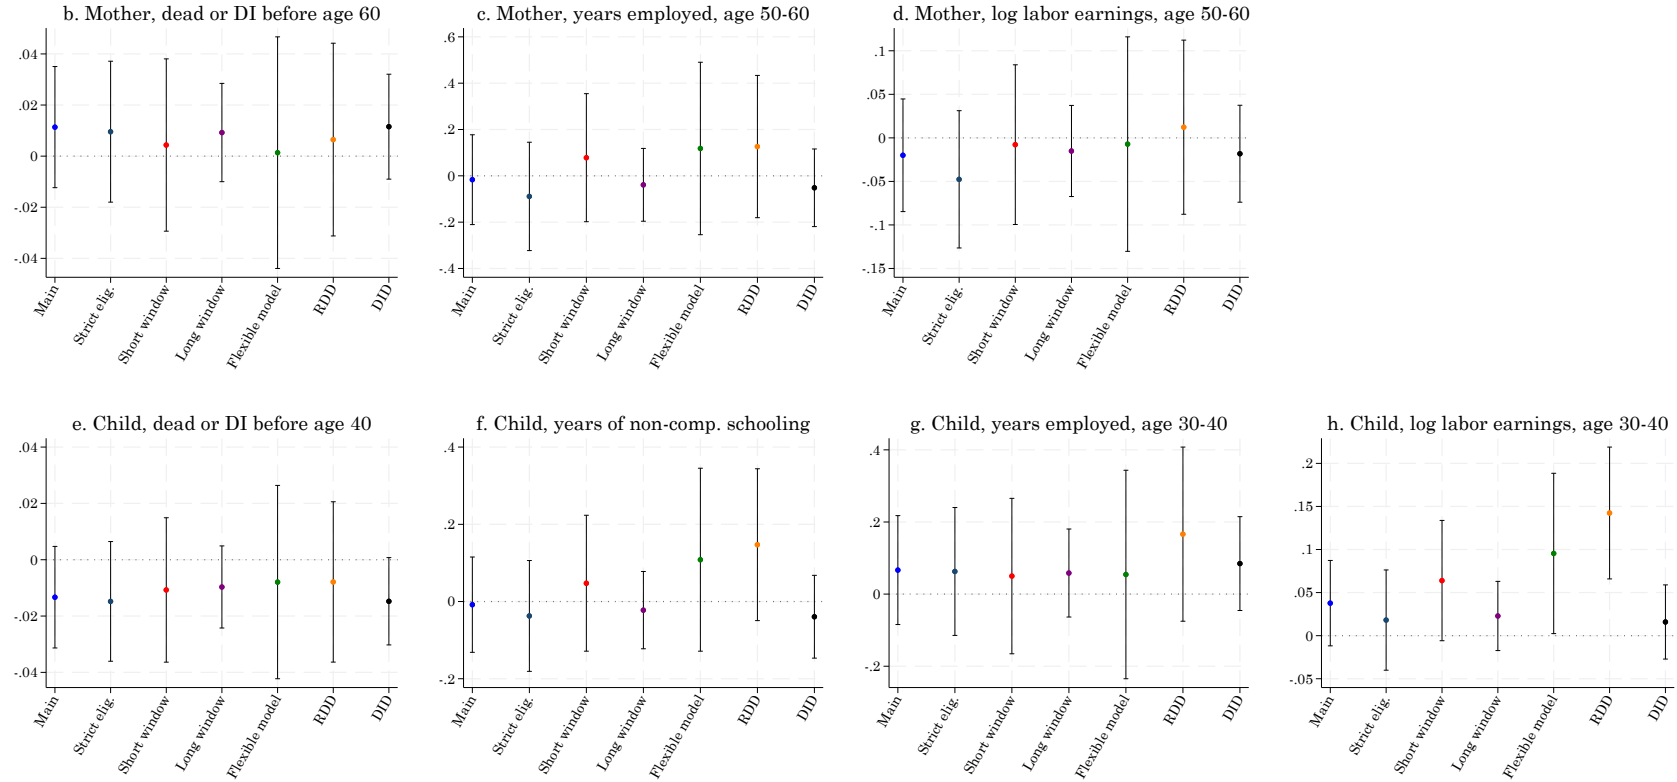 b. Mother, dead or DI before age 60
.04
.02
0
-.02
-.04
Main
Strict elig.
Short window
Long window
Flexible model
RDD
DID
c. Mother, years employed, age 50-60
.6
.4
.2
0
-.2
-.4
Main
Strict elig.
Short window
Long window
Flexible model
RDD
DID
d. Mother, log labor earnings, age 50-60
.1
.05
0
-.05
-.1
-.15
Main
Strict elig.
Short window
Long window
Flexible model
RDD
DID
e. Child, dead or DI before age 40
.04
.02
0
-.02
-.04
Main
Strict elig.
Short window
Long window
Flexible model
RDD
DID
f. Child, years of non-comp. schooling
.4
.2
0
-.2
Main
Strict elig.
Short window
Long window
Flexible model
RDD
DID
g. Child, years employed, age 30-40
.4
.2
0
-.2
Main
Strict elig.
Short window
Long window
Flexible model
RDD
DID
h. Child, log labor earnings, age 30-40
.2
.15
.1
.05
0
-.05
Main
Strict elig.
Short window
Long window
Flexible model
RDD
DID